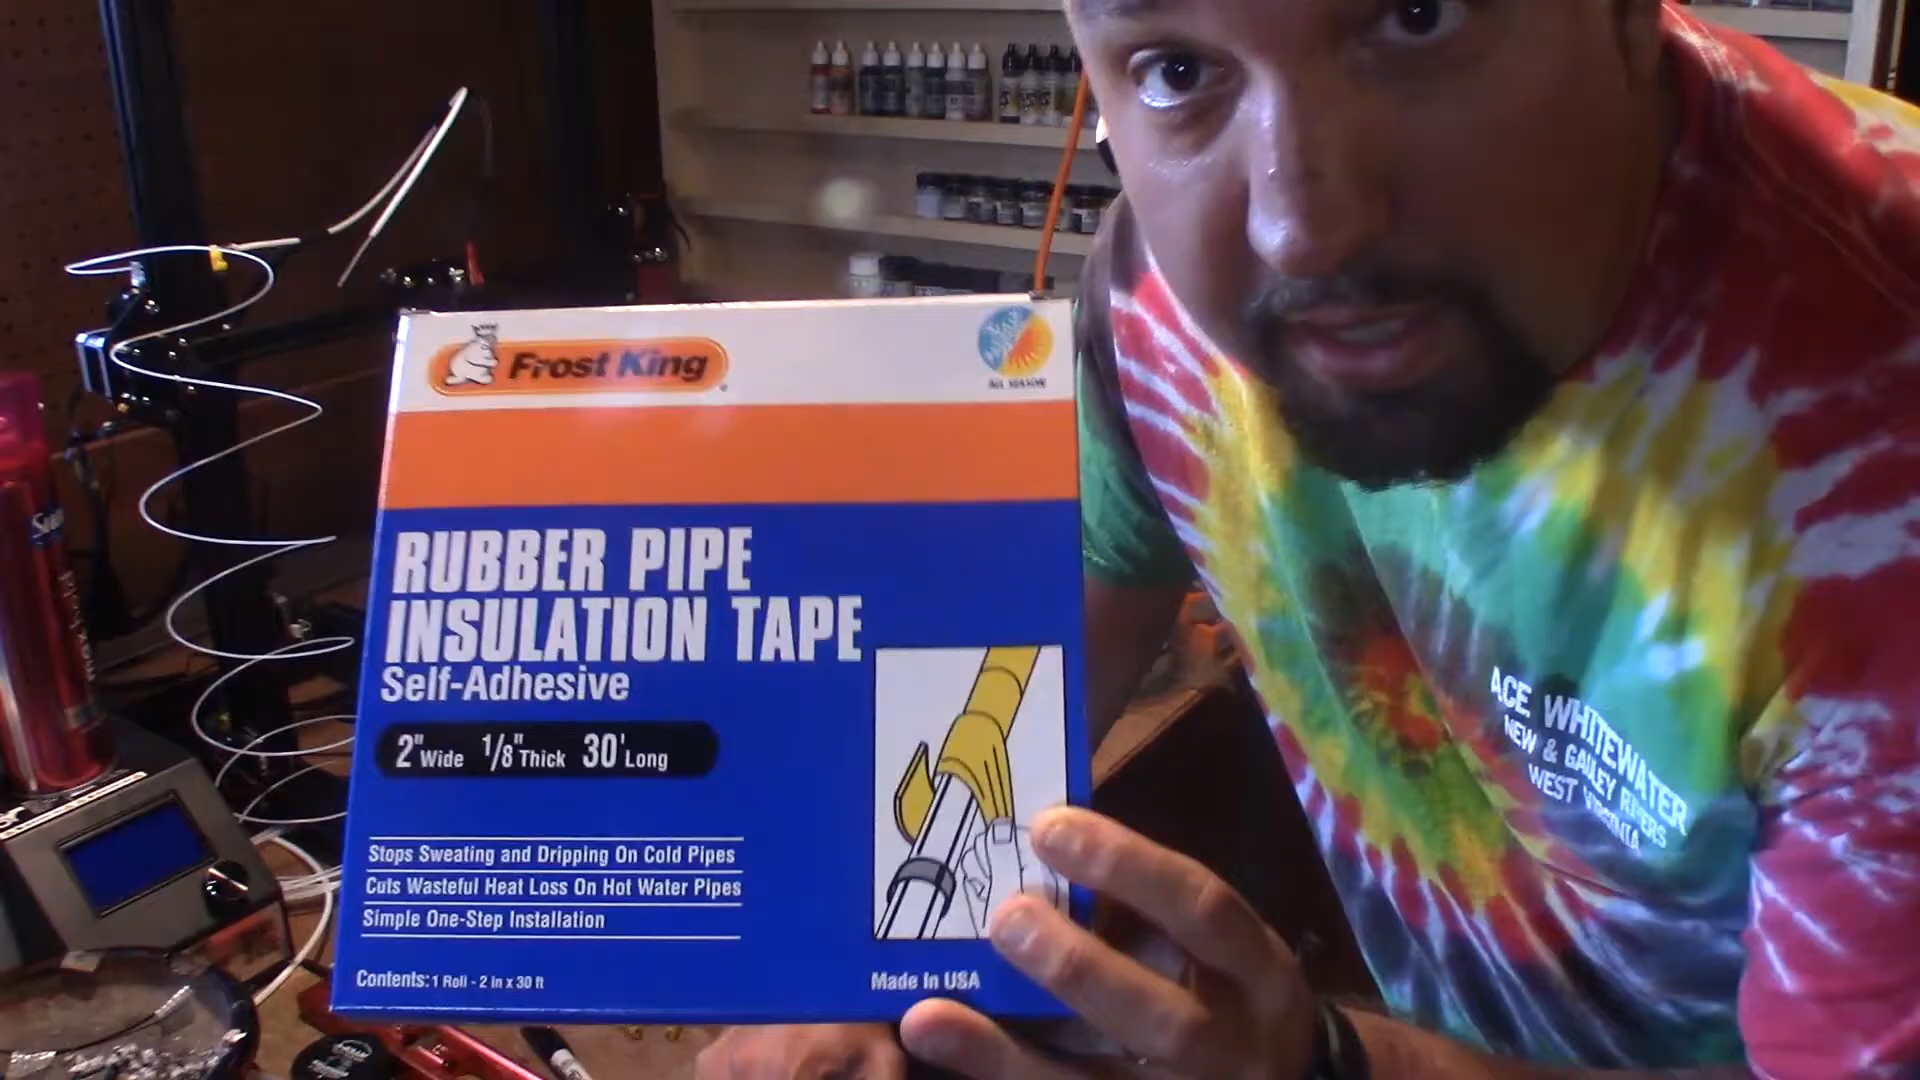 Frost King
ALL SEASON
RUBBER PIPE
INSULATION TAPE
Self-Adhesive
2" Wide 1/8" Thick 30' Long
Stops Sweating and Dripping On Cold Pipes
Cuts Wasteful Heat Loss On Hot Water Pipes
Simple One-Step Installation
Contents: 1 Roll - 2 in x 30 ft
Made In USA
ACE WHITEWATER
NEW & GAULEY RIVERS
WEST VIRGINIA